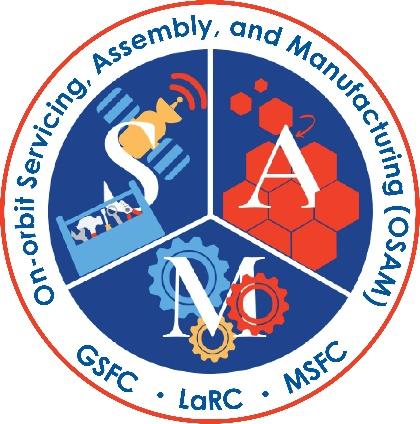 On-orbit Servicing, Assembly, and Manufacturing (OSAM)
S
A
M
GSFC · LaRC · MSFC